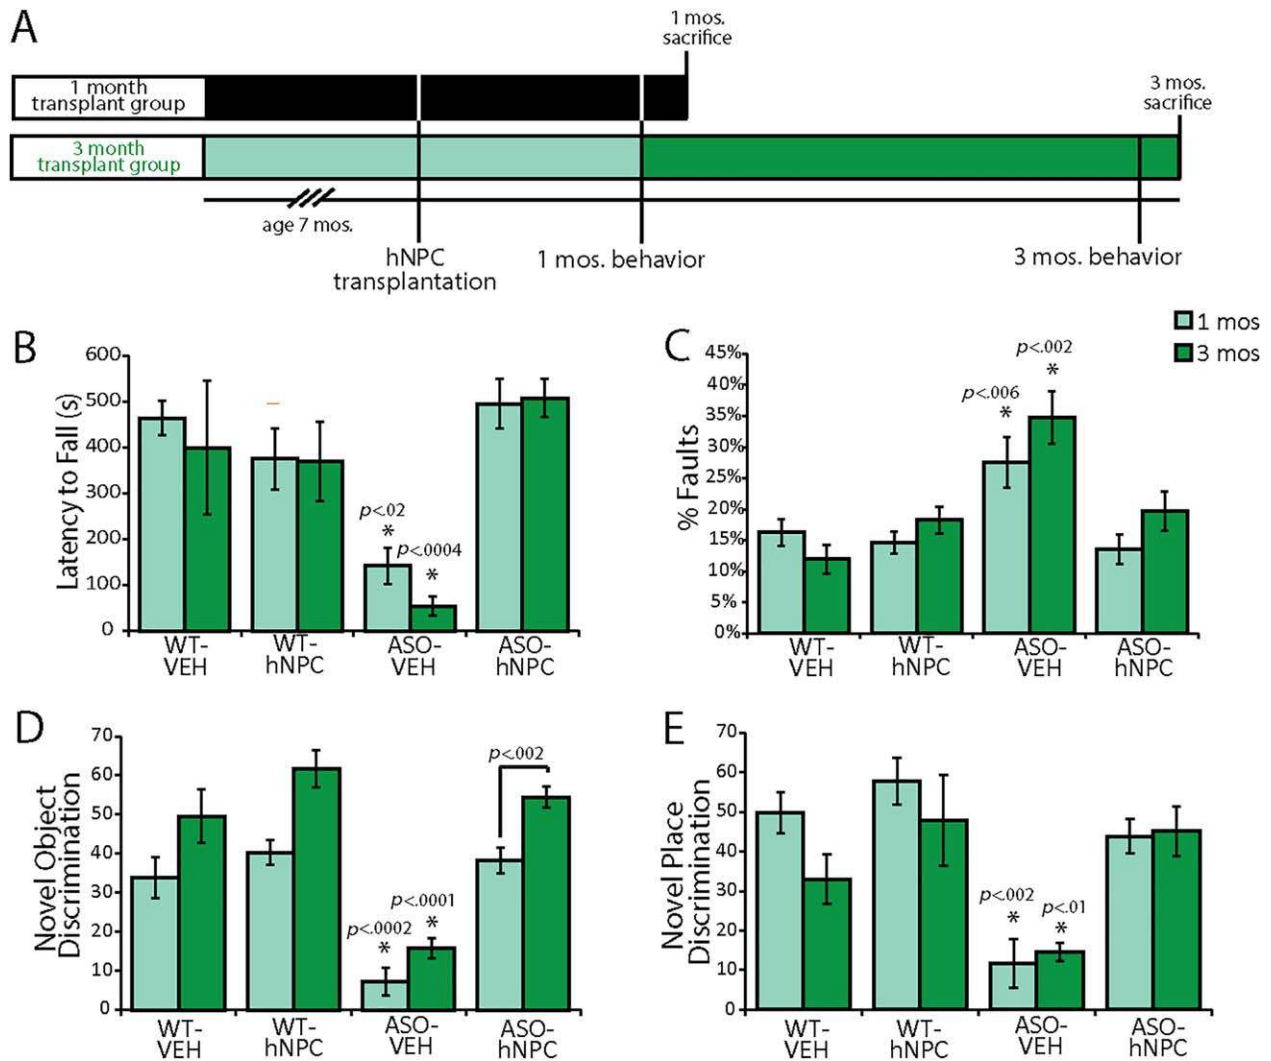 A
1 mos.
sacrifice
1 month
transplant group
3 mos.
sacrifice
3 month
transplant group
age 7 mos.
hNPC
transplantation
1 mos. behavior
3 mos. behavior
1 mos
3 mos
B
Latency to Fall (s)
600
500
400
300
200
100
0
p<.02
*
p<.0004
*
WT-
VEH
WT-
hNPC
ASO-
VEH
ASO-
hNPC
C
% Faults
45%
40%
35%
30%
25%
20%
15%
10%
5%
0%
p<.006
*
p<.002
*
WT-
VEH
WT-
hNPC
ASO-
VEH
ASO-
hNPC
D
Novel Object
Discrimination
70
60
50
40
30
20
10
0
p<.0002
*
p<.0001
*
p<.002
WT-
VEH
WT-
hNPC
ASO-
VEH
ASO-
hNPC
E
Novel Place
Discrimination
70
60
50
40
30
20
10
0
p<.002
*
p<.01
*
WT-
VEH
WT-
hNPC
ASO-
VEH
ASO-
hNPC